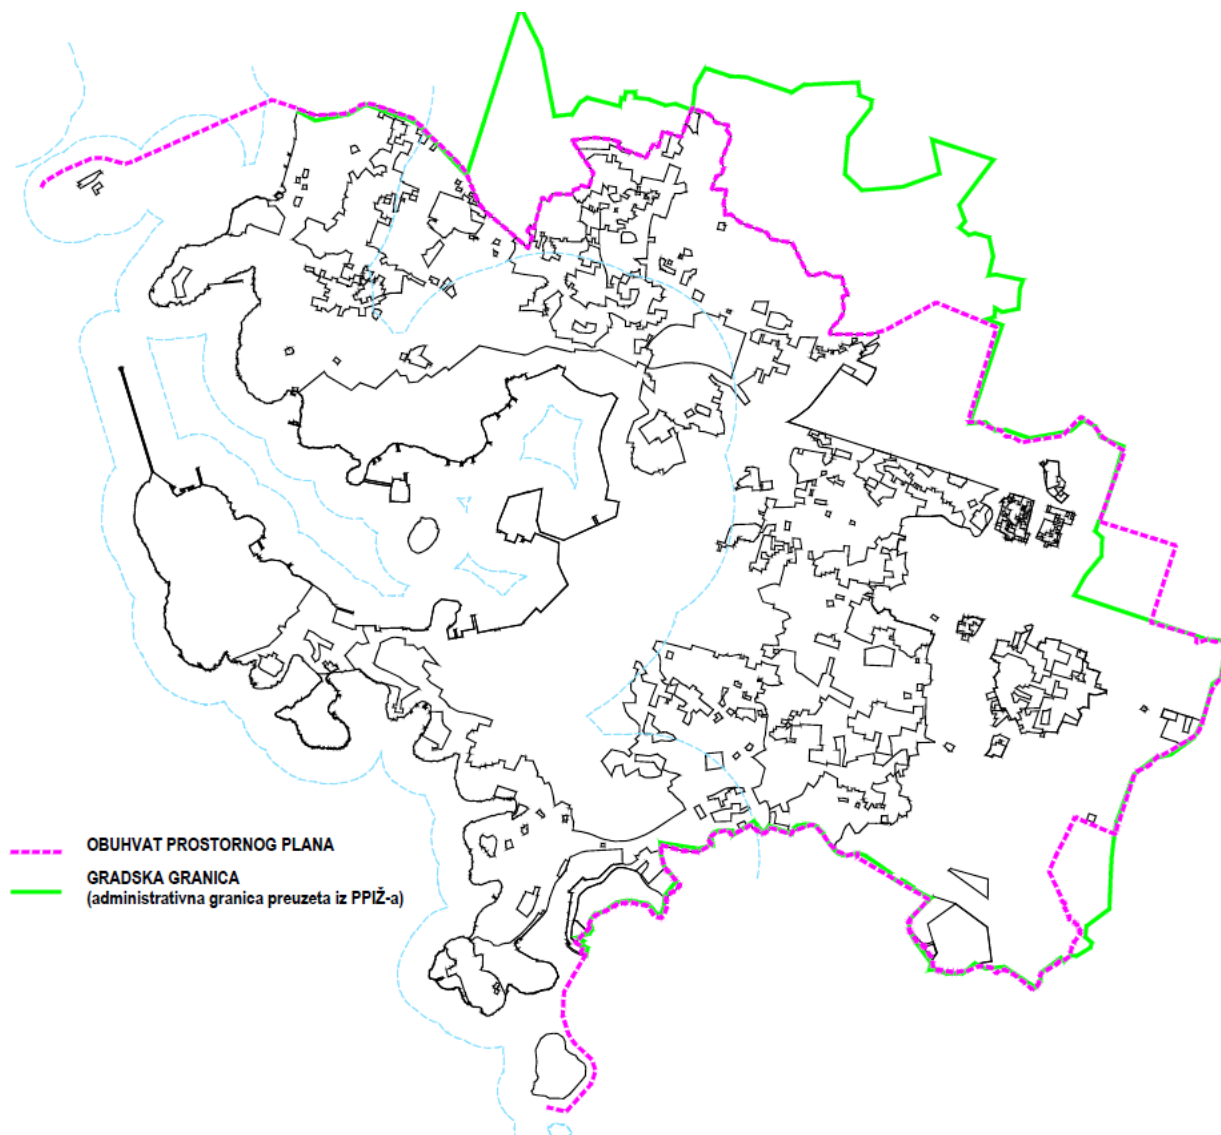 OBUHVAT PROSTORNOG PLANA
GRADSKA GRANICA
(administrativna granica preuzeta iz PPIŽ-a)